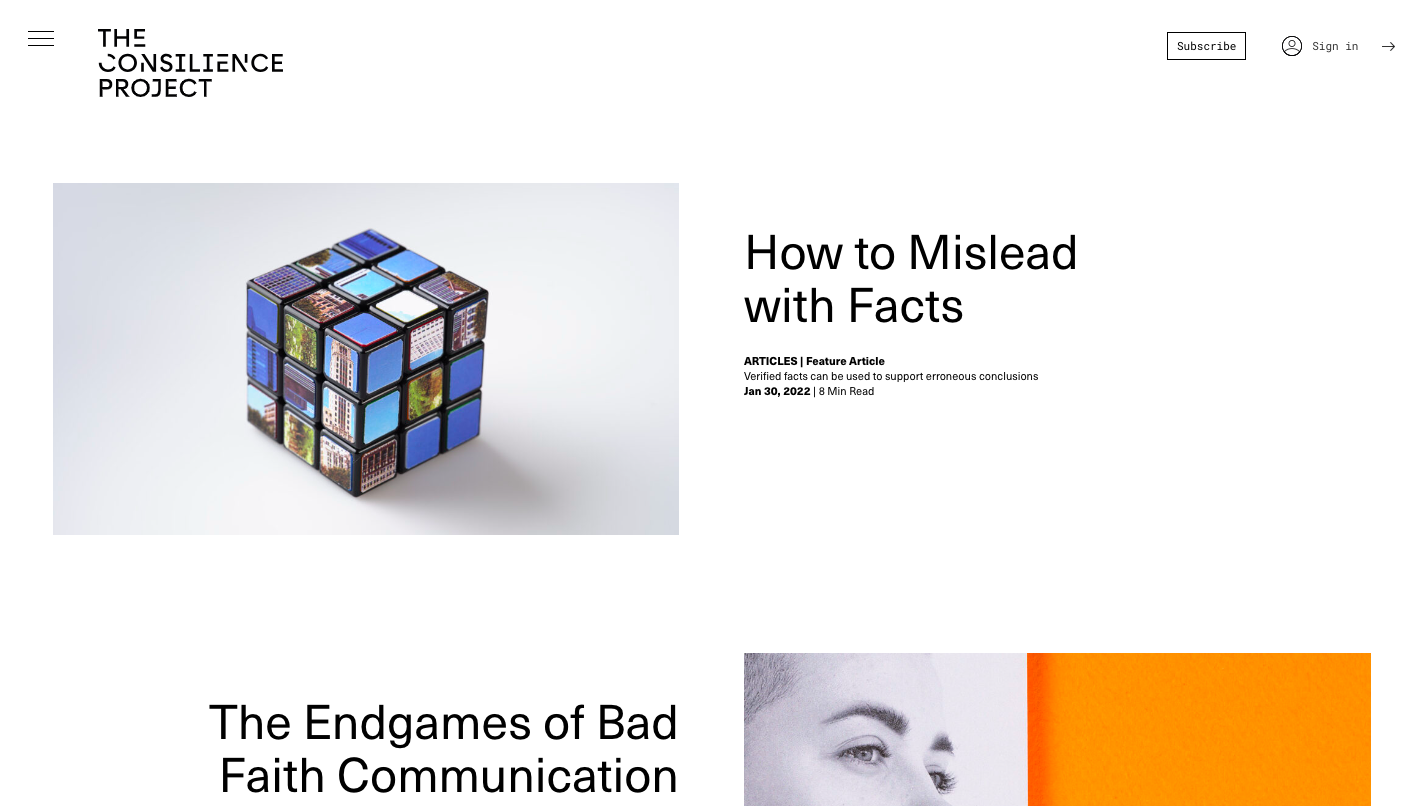 THE
CONSILIENCE
PROJECT
Subscribe
Sign in
How to Mislead
with Facts
ARTICLES | Feature Article
Verified facts can be used to support erroneous conclusions
Jan 30, 2022 | 8 Min Read
The Endgames of Bad
Faith Communication